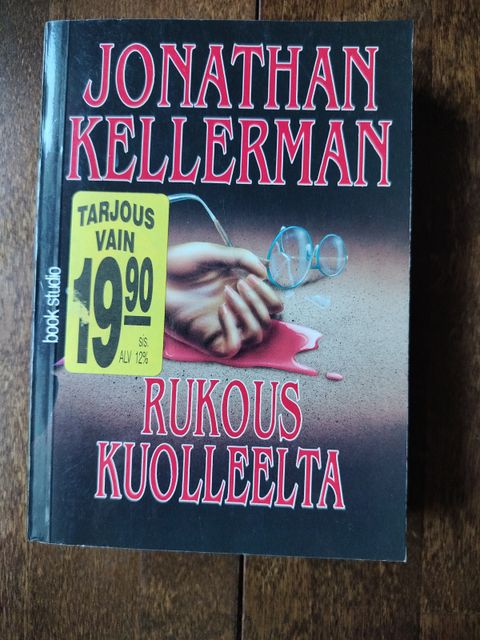 JONATHAN
KELLERMAN
TARJOUS
VAIN
19 90
sis.
ALV 12%
book·studio
RUKOUS
KUOLLEELTA